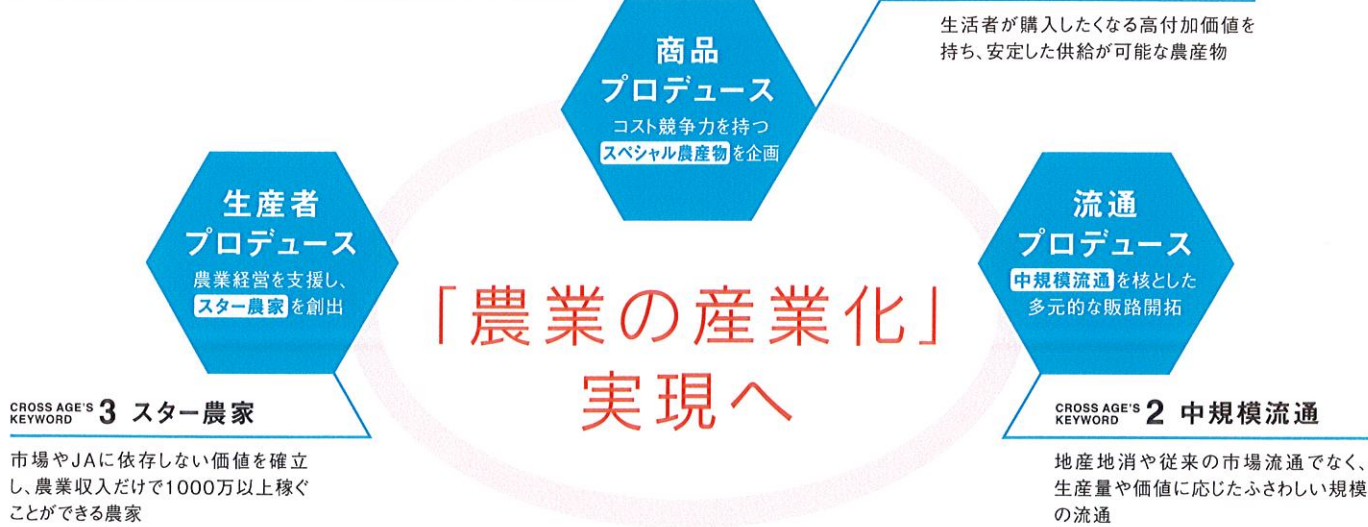 生活者が購入したくなる高付加価値を
持ち、安定した供給が可能な農産物
商品
プロデュース
コスト競争力を持つ
スペシャル農産物を企画
生産者
プロデュース
農業経営を支援し、
スター農家を創出
流通
プロデュース
中規模流通を核とした
多元的な販路開拓
「農業の産業化」
実現へ
CROSS AGE'S KEYWORD 3 スター農家
市場やJAに依存しない価値を確立
し、農業収入だけで1000万以上稼ぐ
ことができる農家
CROSS AGE'S KEYWORD 2 中規模流通
地産地消や従来の市場流通でなく、
生産量や価値に応じたふさわしい規模
の流通